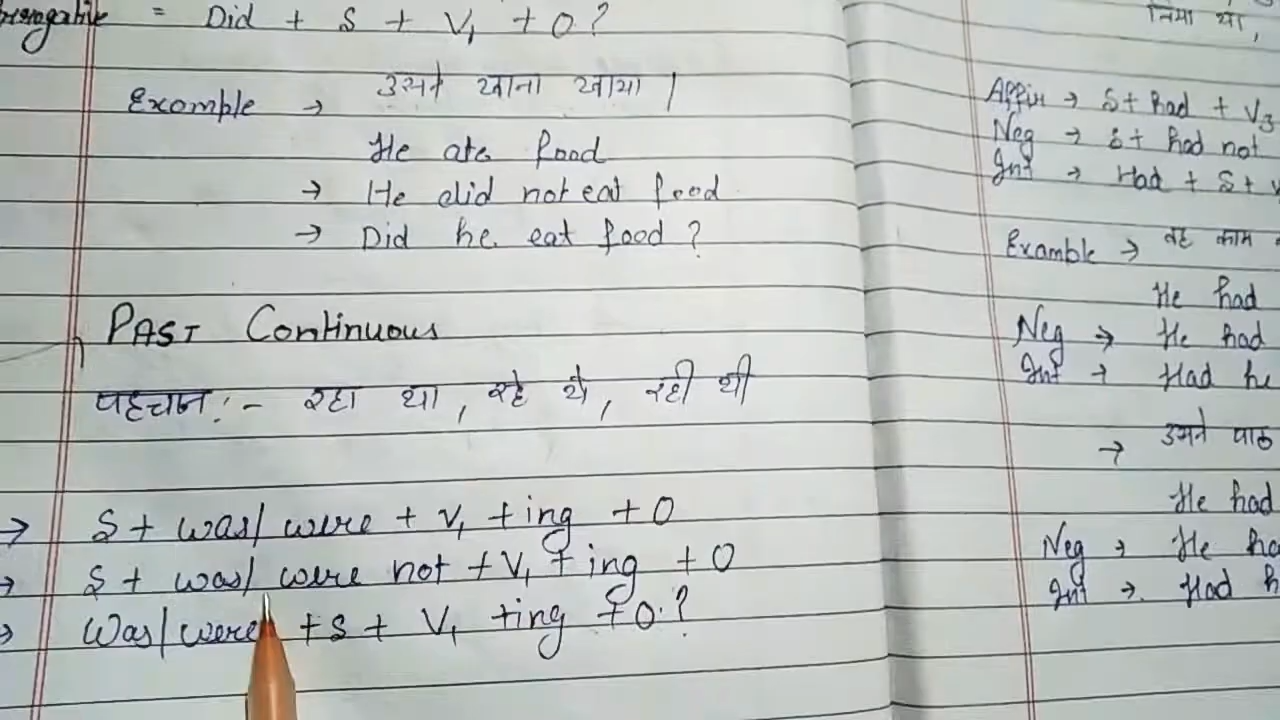 = Did + S + V1 + O ?
Example → उसने खाना खाया ।
He ate food
→ He did not eat food
→ Did he eat food ?
PAST Continuous
पहचान :- रहा था , रहे थे , रही थी
→ S + was/ were + V1 + ing + O
→ S + was/ were not + V1 + ing + O
→ Was/ were + S + V1 + ing + O. ?
लिया था ,
Affir → S + had + V3
Neg → S + had not
Int → Had + S +
Examble → वह काम
He had
Neg → He had
Int → Had he
→ उसने पाठ
He had
Neg → He
Int → Had